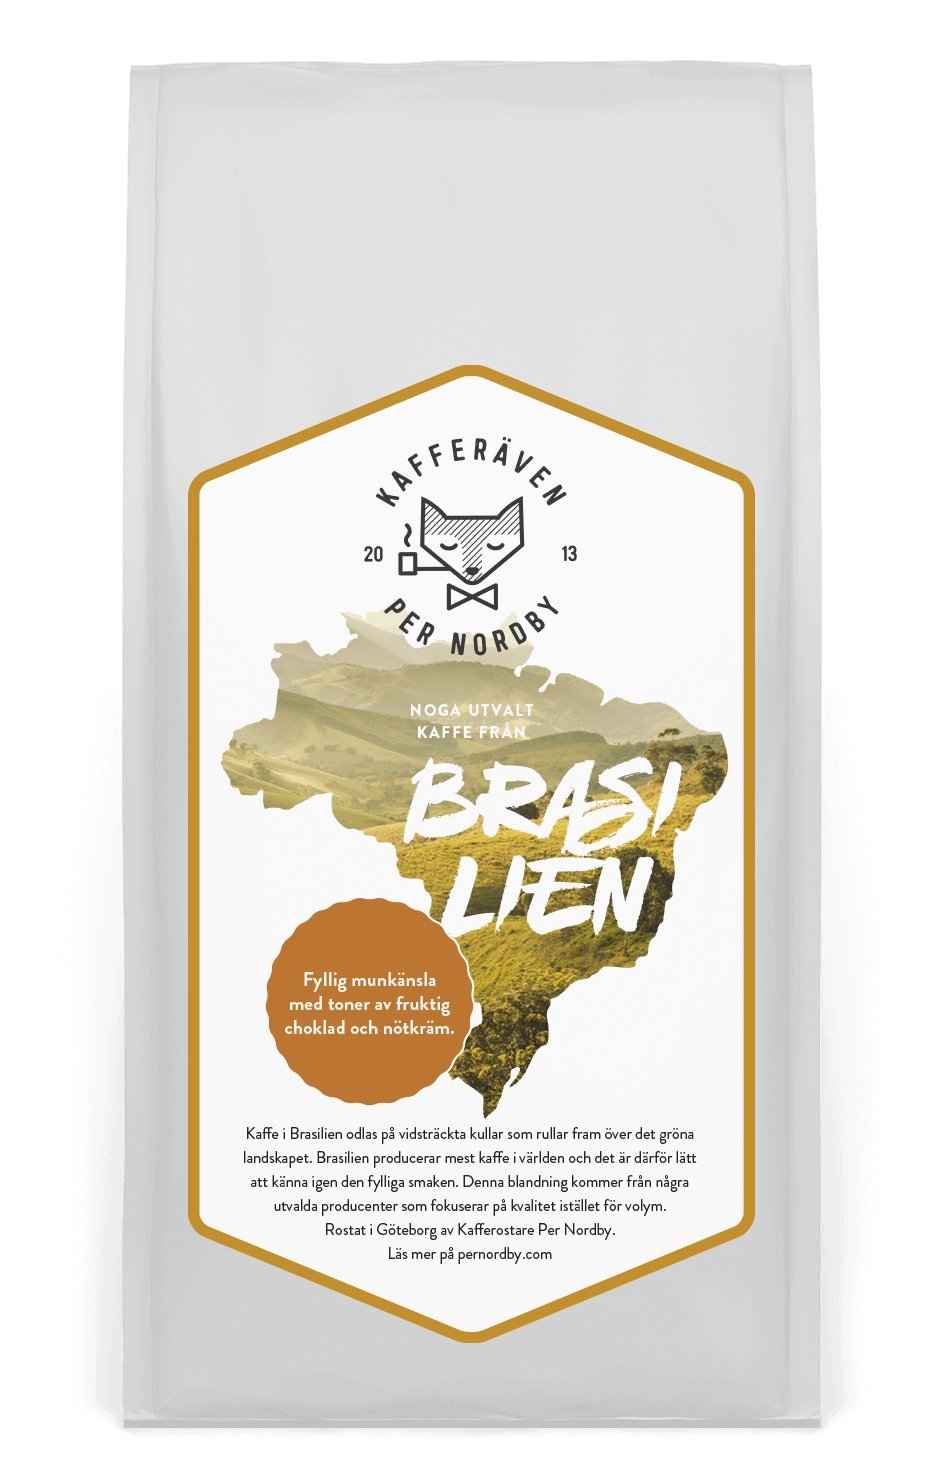 KAFFERÄVEN
20 13
PER NORDBY
NOGA UTVALT
KAFFE FRÅN
BRASI
LIEN
Fyllig munkänsla
med toner av fruktig
choklad och nötkräm.
Kaffe i Brasilien odlas på vidsträckta kullar som rullar fram över det gröna
landskapet. Brasilien producerar mest kaffe i världen och det är därför lätt
att känna igen den fylliga smaken. Denna blandning kommer från några
utvalda producenter som fokuserar på kvalitet istället för volym.
Rostat i Göteborg av Kafferostare Per Nordby.
Läs mer på pernordby.com